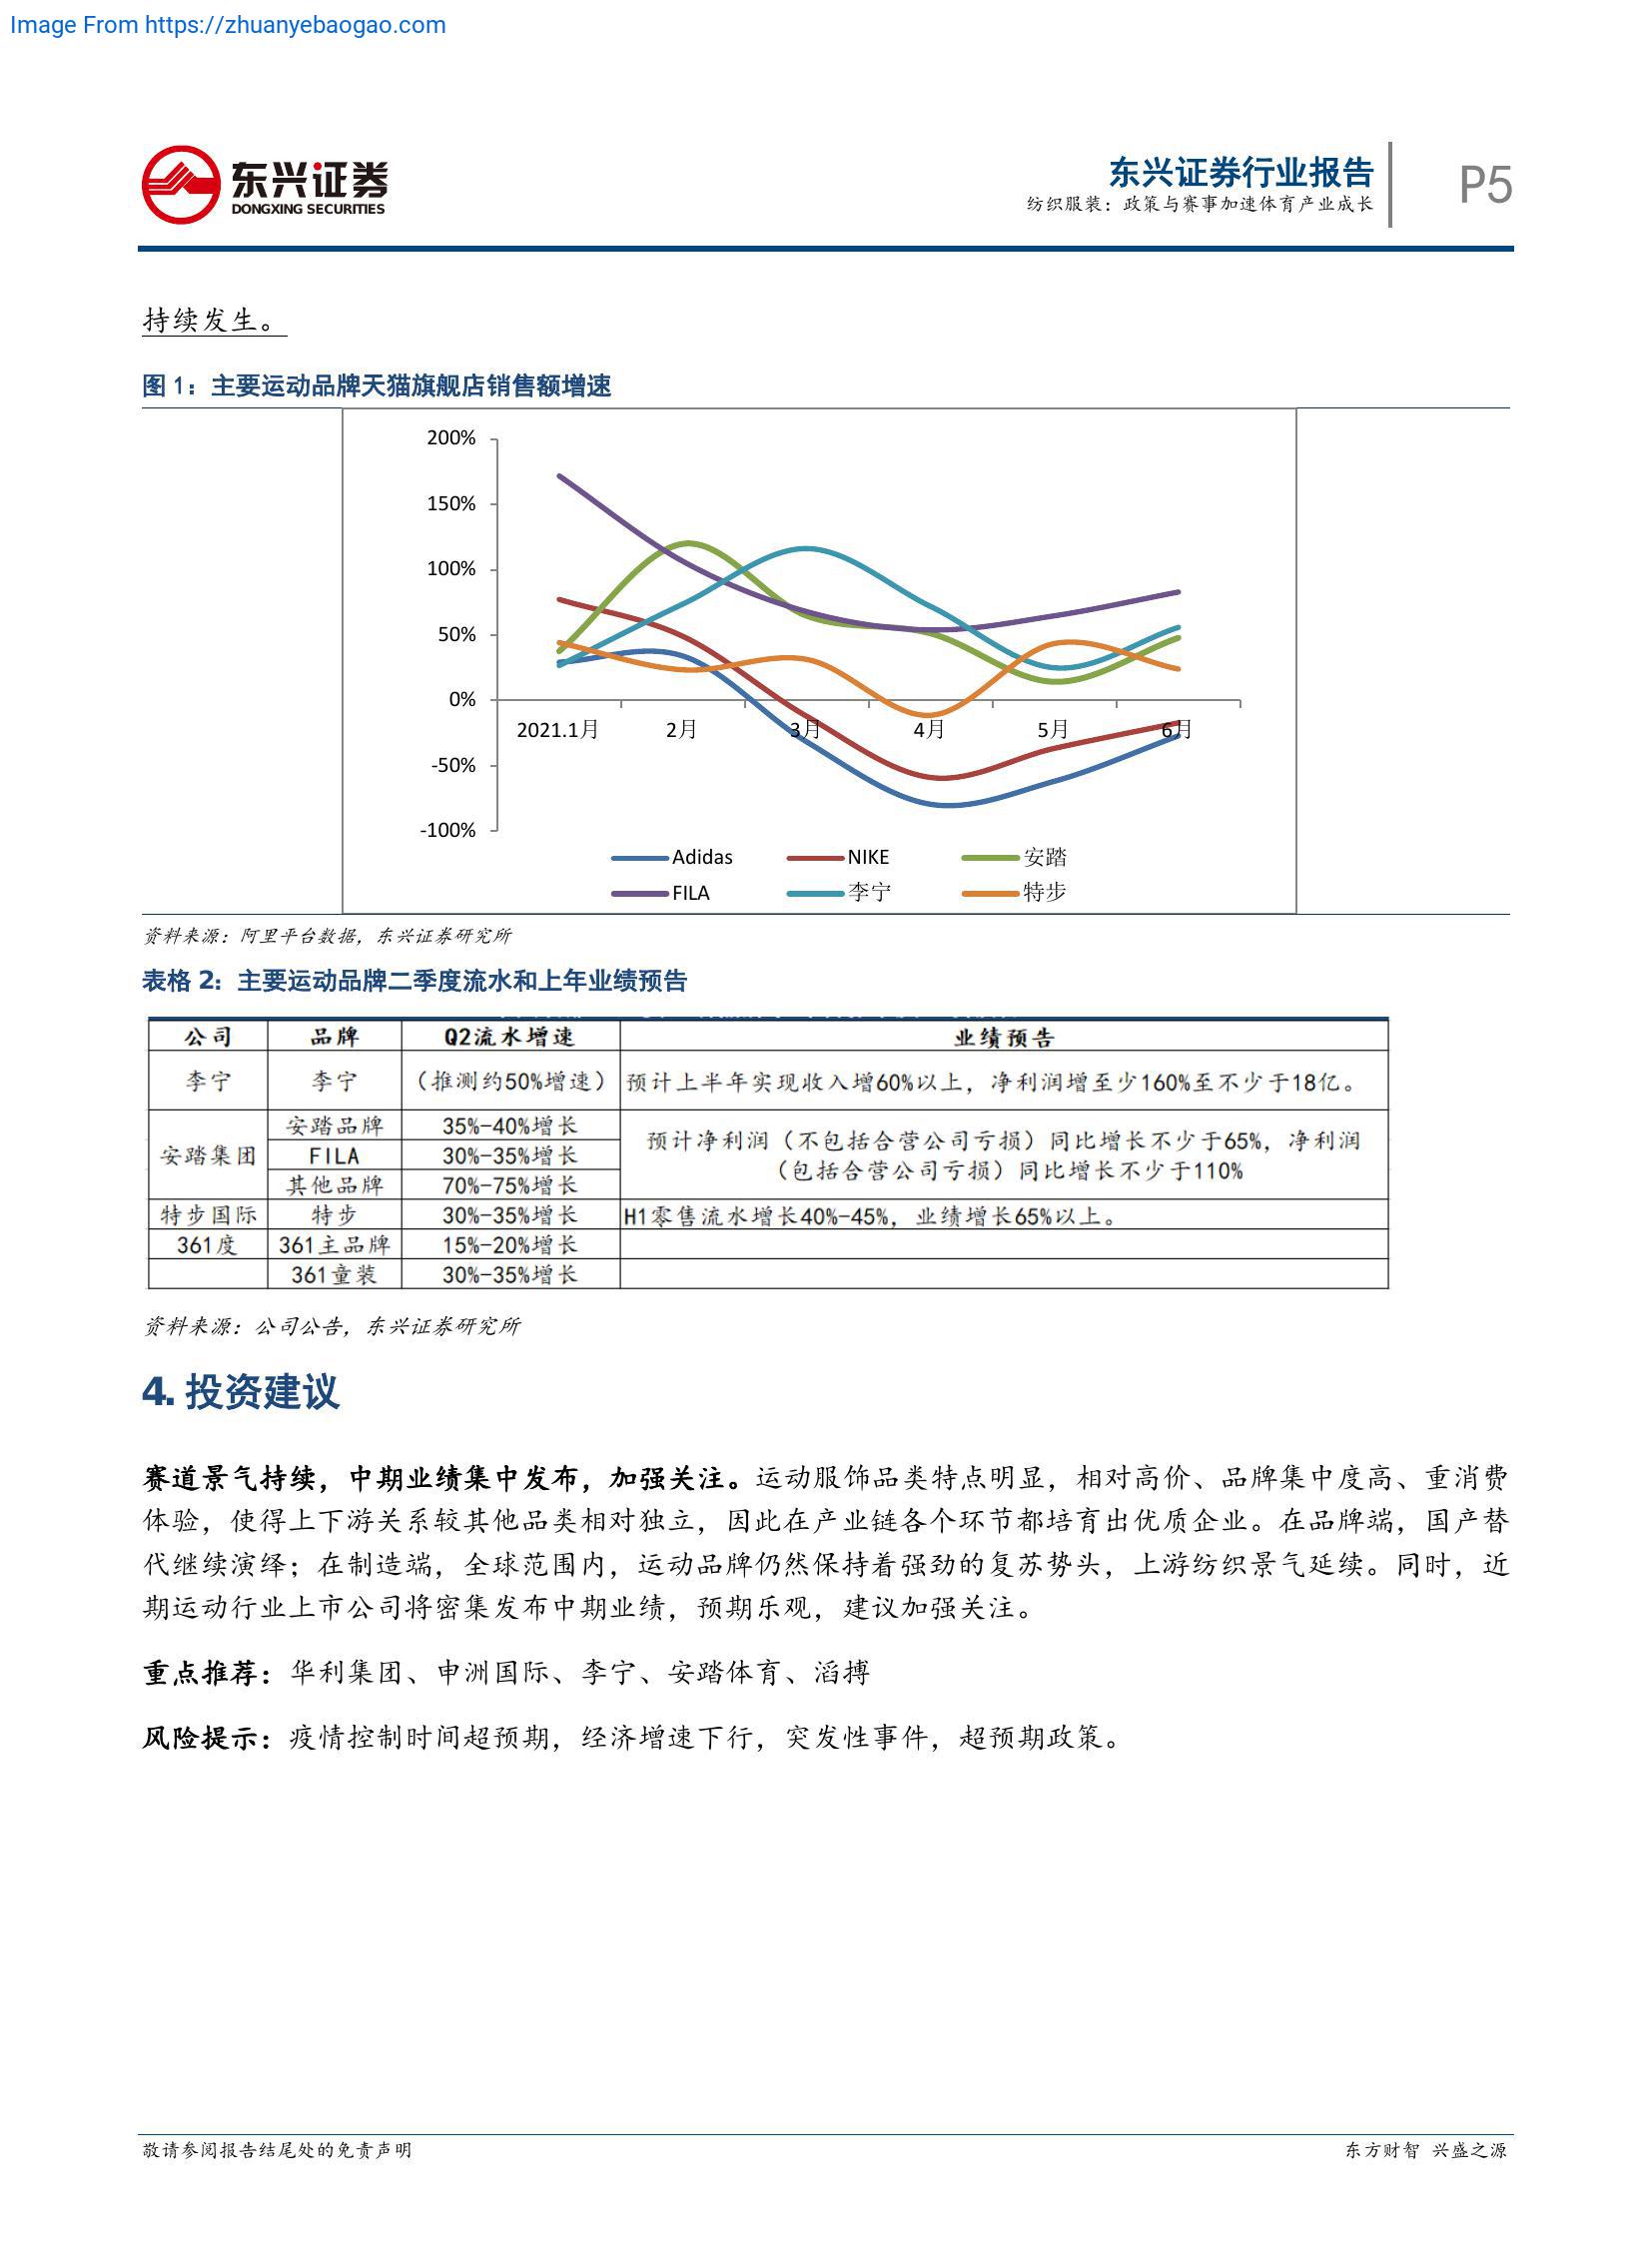 Image From https://zhuanyebaogao.com
东兴证券
DONGXING SECURITIES
东兴证券行业报告
纺织服装：政策与赛事加速体育产业成长
P5
持续发生。
图 1：主要运动品牌天猫旗舰店销售额增速
200%
150%
100%
50%
0%
-50%
-100%
2021.1月 2月 3月 4月 5月 6月
Adidas NIKE 安踏
FILA 李宁 特步
资料来源：阿里平台数据，东兴证券研究所
表格 2：主要运动品牌二季度流水和上年业绩预告
公司 品牌 Q2流水增速 业绩预告
李宁 李宁 （推测约50%增速） 预计上半年实现收入增60%以上，净利润增至少160%至不少于18亿。
安踏集团 安踏品牌 35%-40%增长 预计净利润（不包括合营公司亏损）同比增长不少于65%，净利润
FILA 30%-35%增长 （包括合营公司亏损）同比增长不少于110%
其他品牌 70%-75%增长
特步国际 特步 30%-35%增长 H1零售流水增长40%-45%，业绩增长65%以上。
361度 361主品牌 15%-20%增长
361童装 30%-35%增长
资料来源：公司公告，东兴证券研究所
4. 投资建议
赛道景气持续，中期业绩集中发布，加强关注。运动服饰品类特点明显，相对高价、品牌集中度高、重消费
体验，使得上下游关系较其他品类相对独立，因此在产业链各个环节都培育出优质企业。在品牌端，国产替
代继续演绎；在制造端，全球范围内，运动品牌仍然保持着强劲的复苏势头，上游纺织景气延续。同时，近
期运动行业上市公司将密集发布中期业绩，预期乐观，建议加强关注。
重点推荐：华利集团、申洲国际、李宁、安踏体育、滔搏
风险提示：疫情控制时间超预期，经济增速下行，突发性事件，超预期政策。
敬请参阅报告结尾处的免责声明
东方财智 兴盛之源